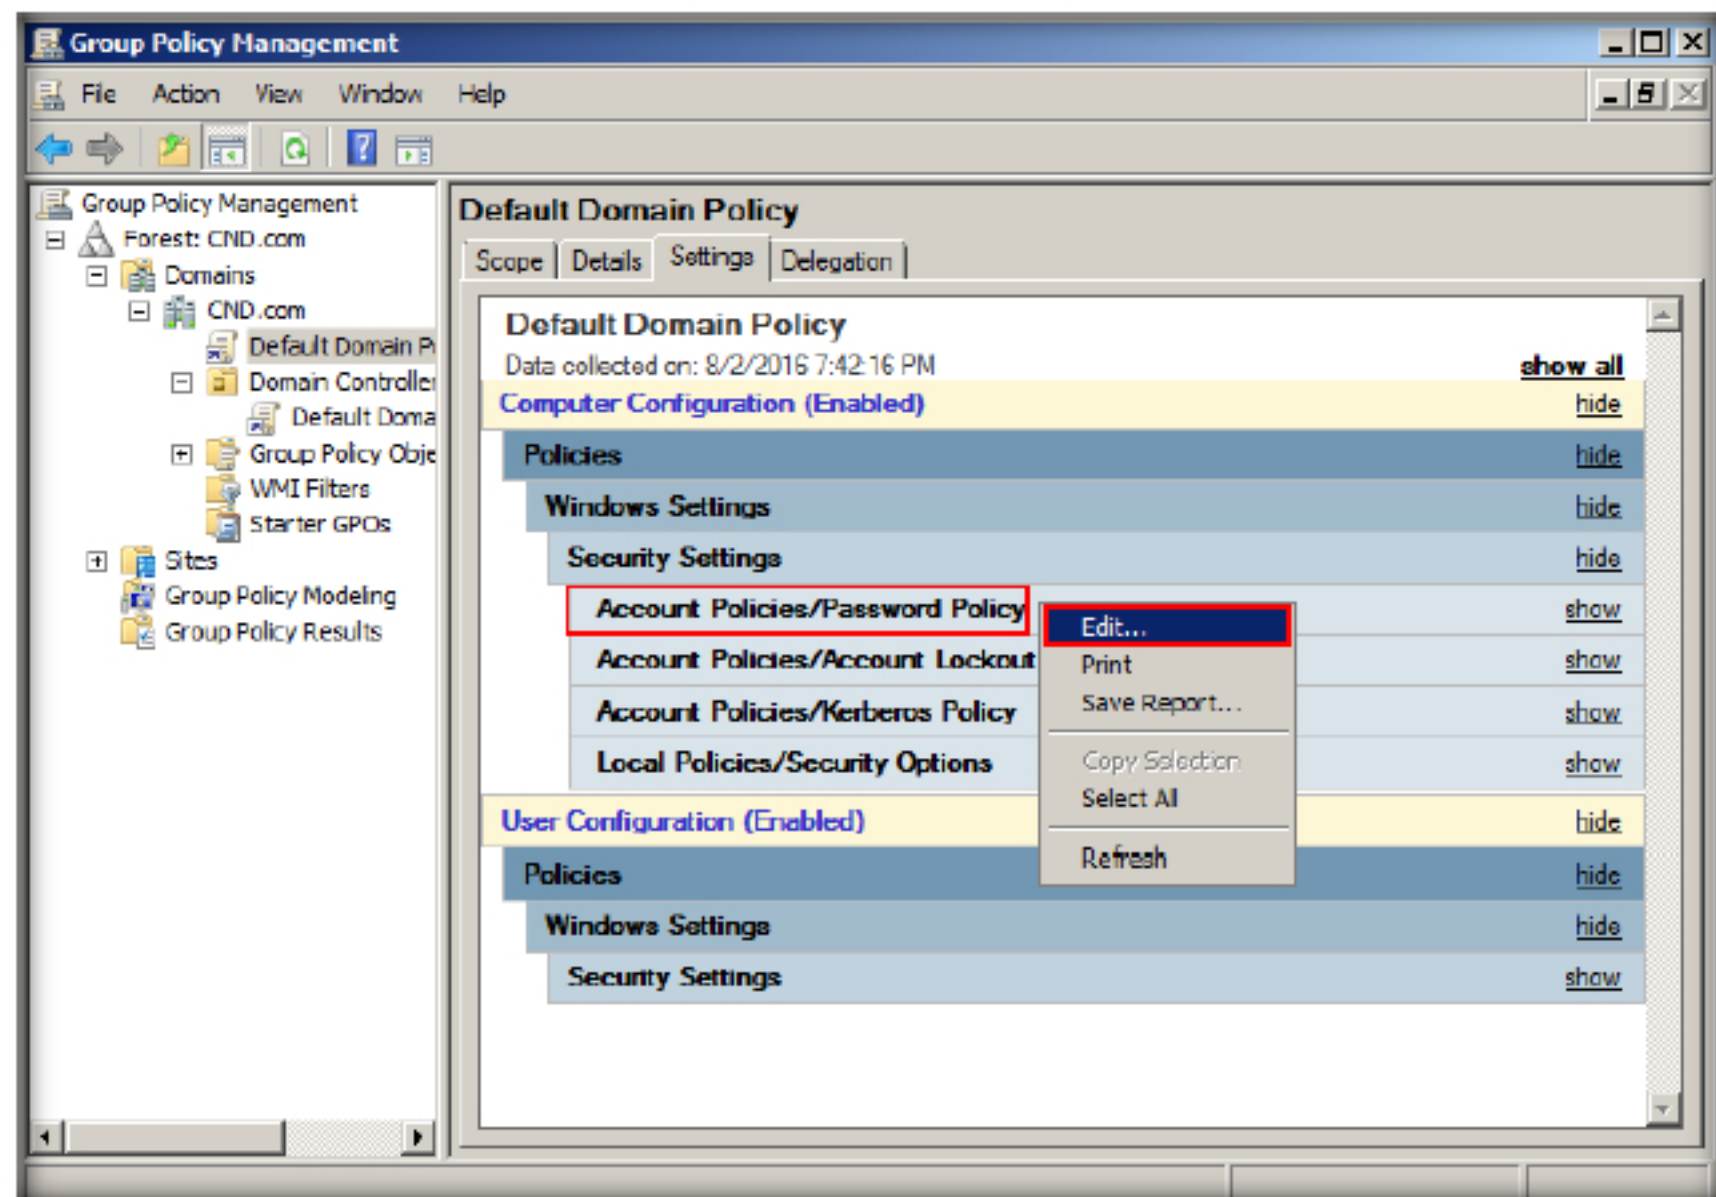 Group Policy Management
File Action View Window Help
Group Policy Management
Forest: CND.com
Domains
CND.com
Default Domain P
Domain Controller
Default Doma
Group Policy Obje
WMI Filters
Starter GPOs
Sites
Group Policy Modeling
Group Policy Results
Default Domain Policy
Scope Details Settings Delegation
Default Domain Policy
Data collected on: 8/2/2016 7:42:16 PM show all
Computer Configuration (Enabled) hide
Policies hide
Windows Settings hide
Security Settings hide
Account Policies/Password Policy show
Account Policies/Account Lockout show
Account Policies/Kerberos Policy show
Local Policies/Security Options show
User Configuration (Enabled) hide
Policies hide
Windows Settings hide
Security Settings show
Edit...
Print
Save Report...
Copy Selection
Select All
Refresh